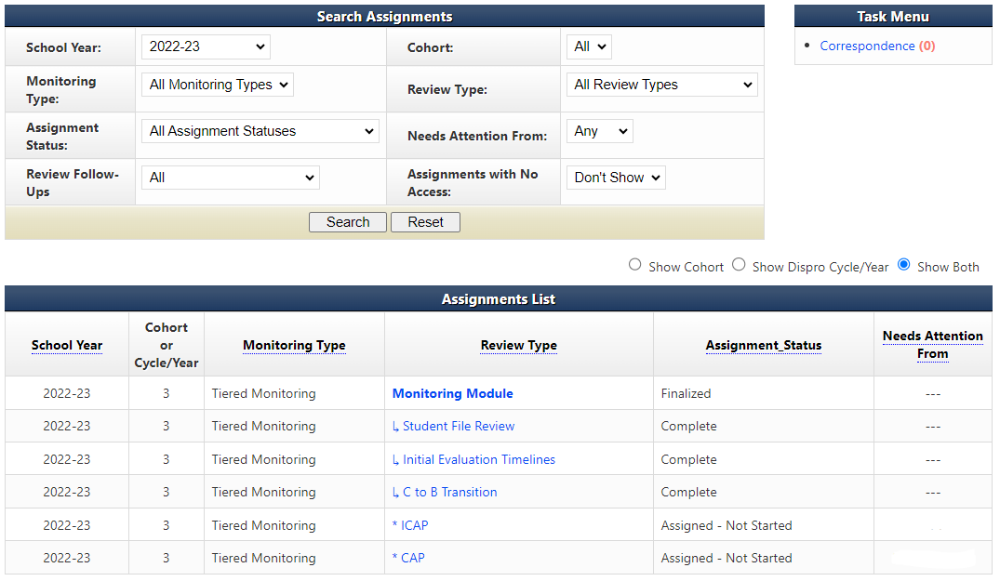 Search Assignments
Task Menu
School Year: 2022-23 Cohort: All
• Correspondence (0)
Monitoring
Type:
All Monitoring Types Review Type: All Review Types
Assignment
Status:
All Assignment Statuses Needs Attention From: Any
Review Follow-
Ups
All
Assignments with No
Access:
Don't Show
Search Reset
Show Cohort Show Dispro Cycle/Year Show Both
Assignments List
School Year
Cohort
or
Cycle/Year
Monitoring Type Review Type Assignment_Status
Needs Attention
From
2022-23 3 Tiered Monitoring Monitoring Module Finalized ---
2022-23 3 Tiered Monitoring ↳ Student File Review Complete ---
2022-23 3 Tiered Monitoring ↳ Initial Evaluation Timelines Complete ---
2022-23 3 Tiered Monitoring ↳ C to B Transition Complete ---
2022-23 3 Tiered Monitoring * ICAP Assigned - Not Started
2022-23 3 Tiered Monitoring * CAP Assigned - Not Started